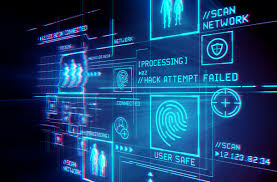 //SCAN
NETWORK
NETWORK
[PROCESSING]
//HACK ATTEMPT FAILED
CONNECTED
USER SAFE
//SCAN
12.123.82.34